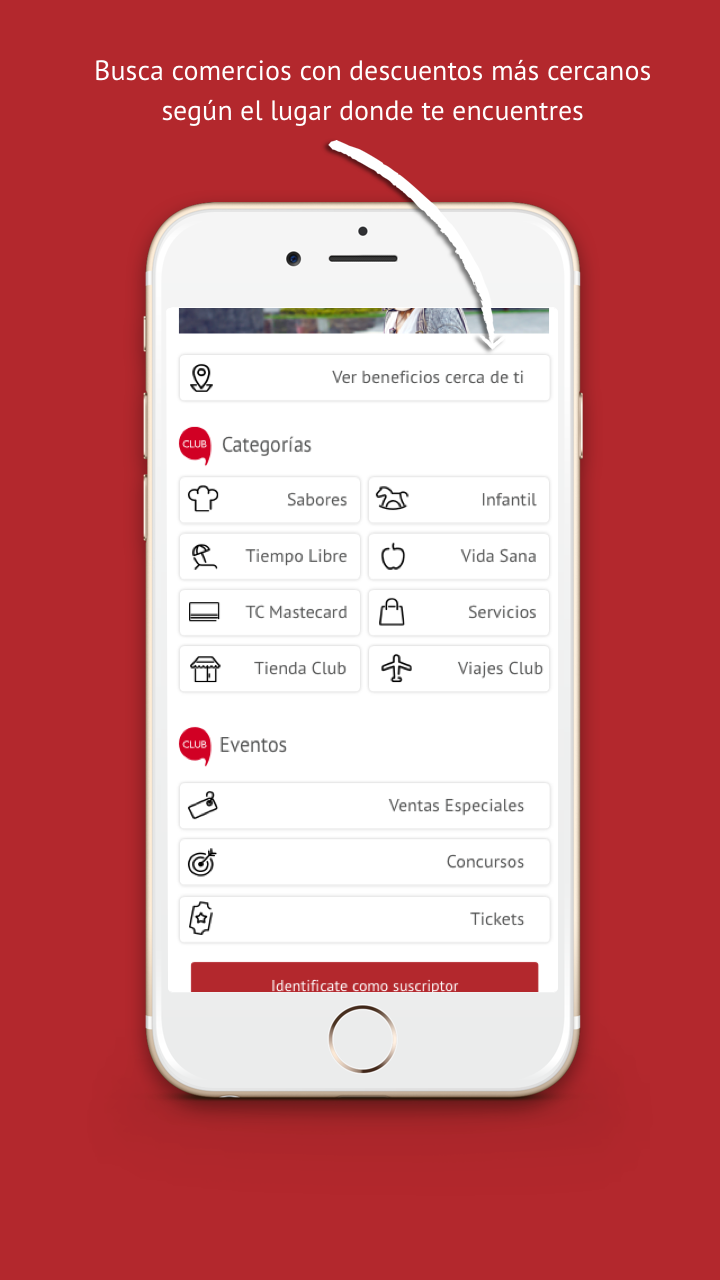 Busca comercios con descuentos más cercanos
según el lugar donde te encuentres
Ver beneficios cerca de ti
CLUB Categorías
Sabores
Infantil
Tiempo Libre
Vida Sana
TC Mastecard
Servicios
Tienda Club
Viajes Club
CLUB Eventos
Ventas Especiales
Concursos
Tickets
Identificate como suscriptor